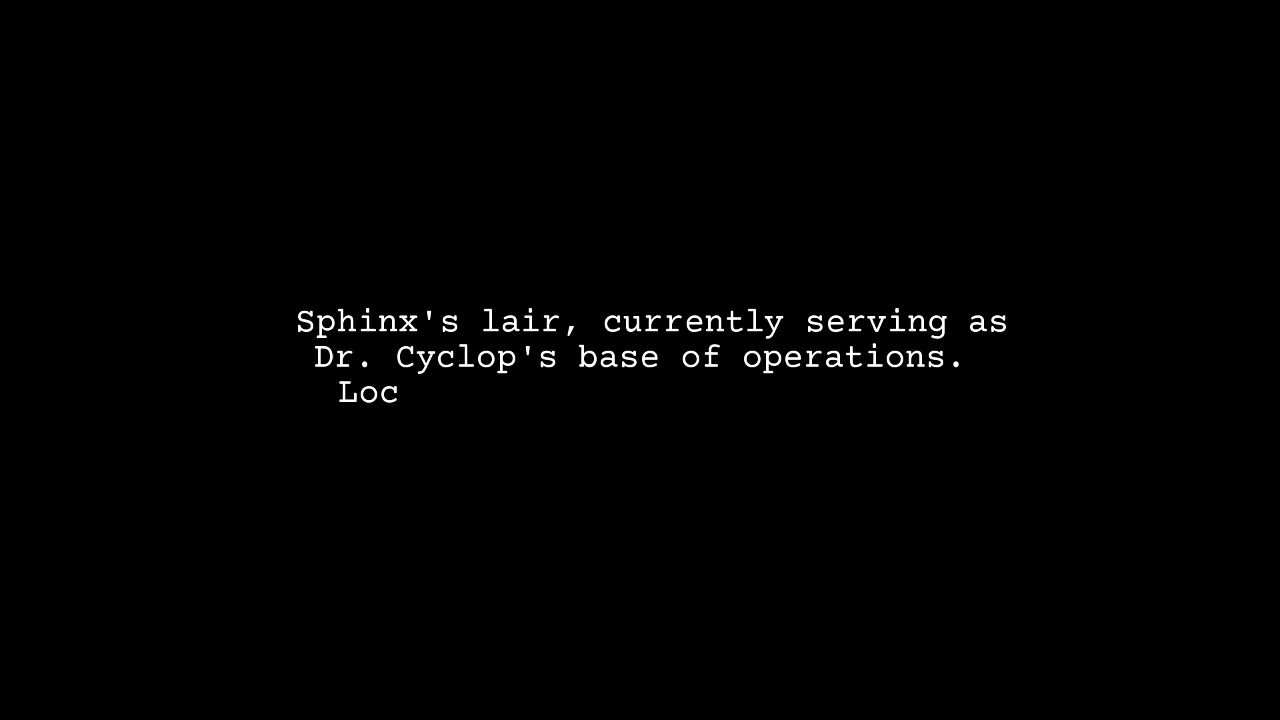 Sphinx's lair, currently serving as
Dr. Cyclop's base of operations.
Loc